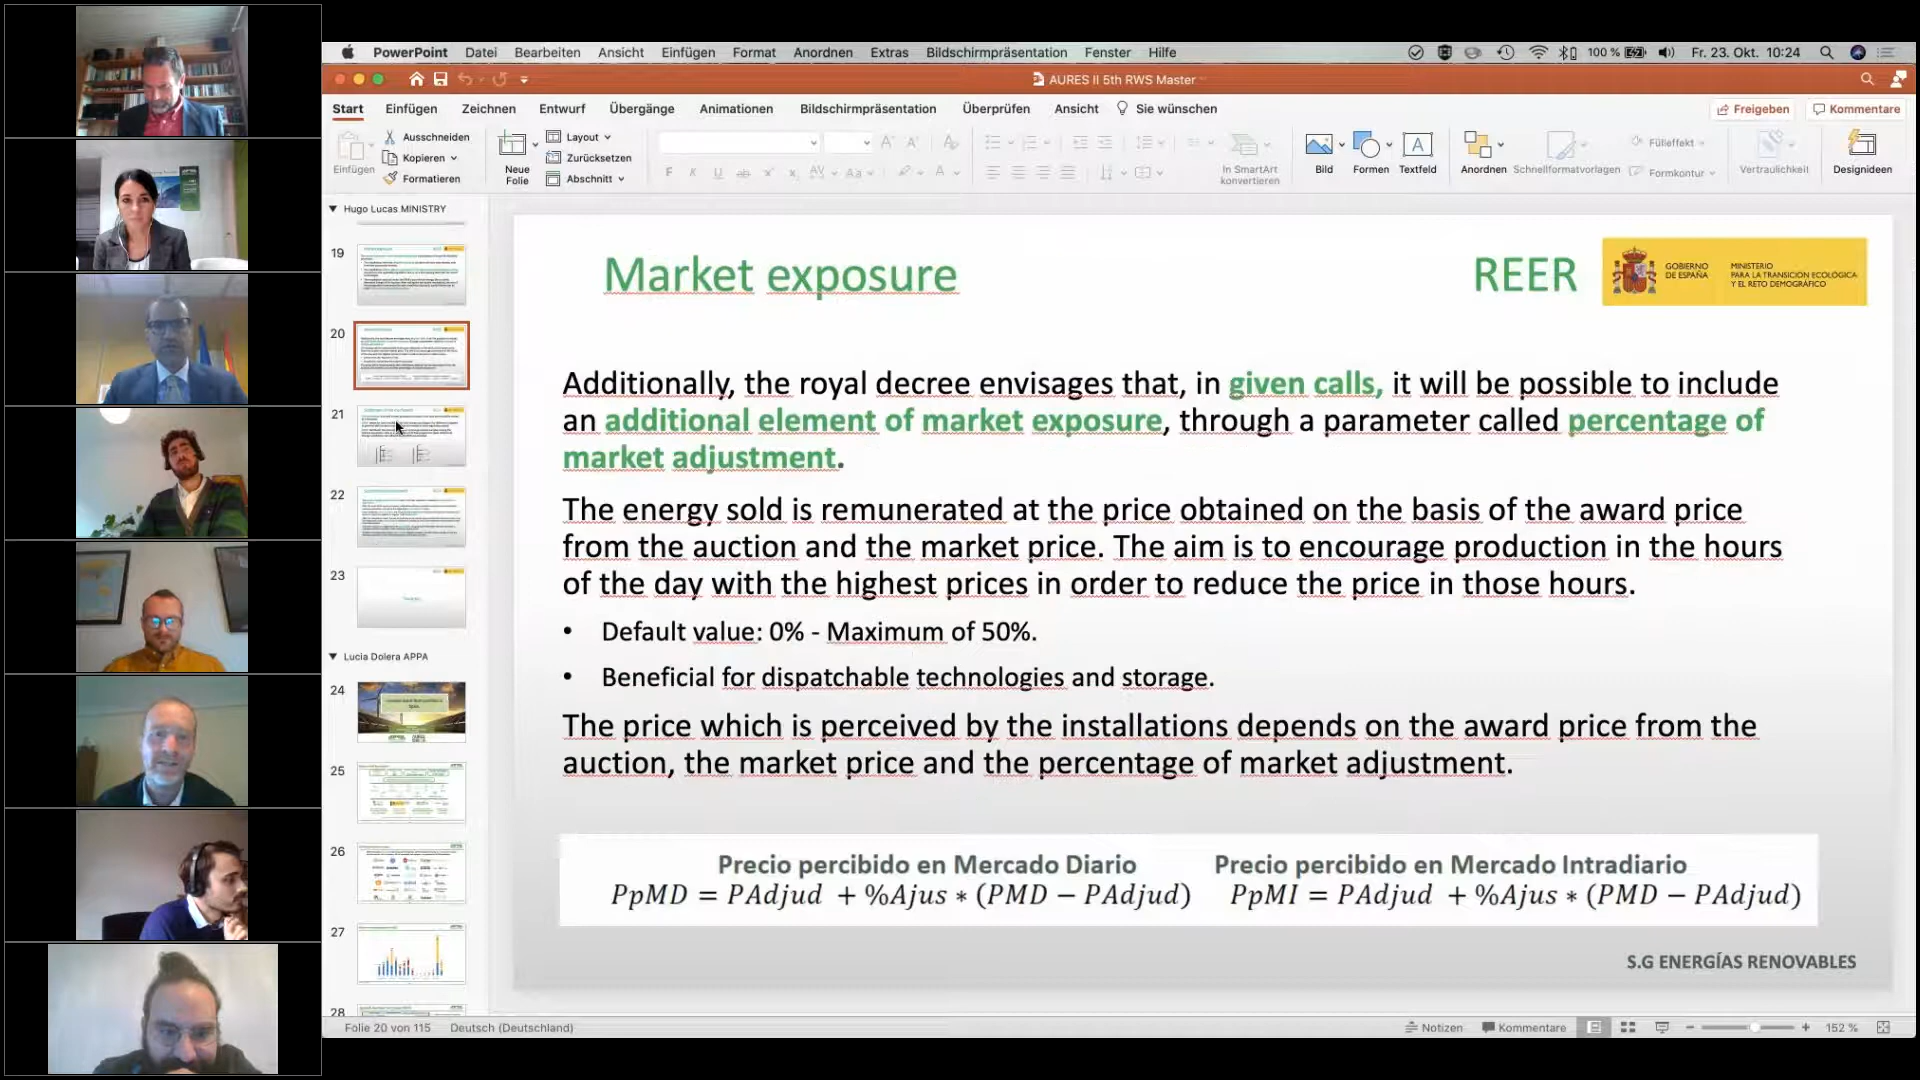 PowerPoint Datei Bearbeiten Ansicht Einfügen Format Anordnen Extras Bildschirmpräsentation Fenster Hilfe 100 % Fr. 23. Okt. 10:24
AURES II 5th RWS Master
Start Einfügen Zeichnen Entwurf Übergänge Animationen Bildschirmpräsentation Überprüfen Ansicht Sie wünschen Freigeben Kommentare
Einfügen
Ausschneiden
Kopieren
Formatieren
Neue
Folie
Layout
Zurücksetzen
Abschnitt
In SmartArt
konvertieren
Bild
Formen
Textfeld
Anordnen
Schnellformatvorlagen
Fülleffekt
Formkontur
Vertraulichkeit
Designideen
Hugo Lucas MINISTRY
19
20
21
22
23
Lucia Dolera APPA
24
25
26
27
28
Market exposure
REER
GOBIERNO
DE ESPAÑA
MINISTERIO
PARA LA TRANSICIÓN ECOLÓGICA
Y EL RETO DEMOGRÁFICO
Additionally, the royal decree envisages that, in given calls, it will be possible to include
an additional element of market exposure, through a parameter called percentage of
market adjustment.
The energy sold is remunerated at the price obtained on the basis of the award price
from the auction and the market price. The aim is to encourage production in the hours
of the day with the highest prices in order to reduce the price in those hours.
• Default value: 0% - Maximum of 50%.
• Beneficial for dispatchable technologies and storage.
The price which is perceived by the installations depends on the award price from the
auction, the market price and the percentage of market adjustment.
Precio percibido en Mercado Diario Precio percibido en Mercado Intradiario
PpMD = PAdjud + %Ajus * (PMD − PAdjud) PpMI = PAdjud + %Ajus * (PMD − PAdjud)
S.G ENERGÍAS RENOVABLES
Folie 20 von 115 Deutsch (Deutschland) Notizen Kommentare 152 %